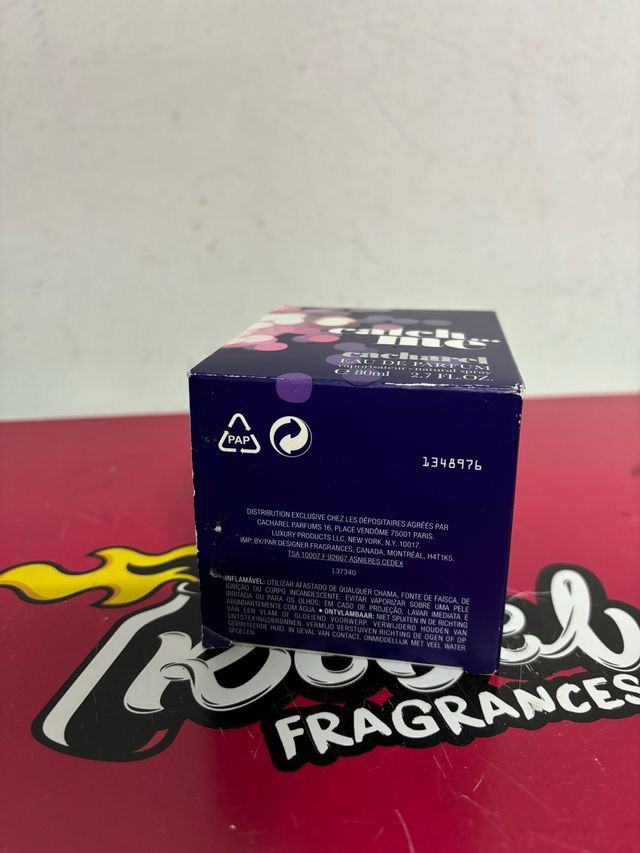 catch
me
cacharel
EAU DE PARFUM
vaporisateur • natural spray
e 80ml 2.7 FL.OZ.
PAP
1348976
DISTRIBUTION EXCLUSIVE CHEZ LES DÉPOSITAIRES AGRÉÉS PAR
CACHAREL PARFUMS 16, PLACE VENDÔME 75001 PARIS.
LUXURY PRODUCTS LLC, NEW YORK, N.Y. 10017.
IMP. BY/PAR DESIGNER FRAGRANCES, CANADA, MONTRÉAL, H4T1K5.
TSA 10007 F 92667 ASNIERES CEDEX
L37340
INFLAMÁVEL: UTILIZAR AFASTADO DE QUALQUER CHAMA, FONTE DE FAÍSCA, DE
IGNIÇÃO OU CORPO INCANDESCENTE. EVITAR VAPORIZAR SOBRE UMA PELE
IRRITADA OU PARA OS OLHOS; EM CASO DE PROJEÇÃO, LAVAR IMEDIATA E
ABUNDANTEMENTE COM ÁGUA • ONTVLAMBAAR: NIET SPUITEN IN DE RICHTING
VAN EEN VLAM OF GLOEIEND VOORWERP. VERWIJDERD HOUDEN VAN
ONTSTEKINGSBRONNEN. VERMIJD VERSTUIVEN RICHTING DE OGEN OF OP
GEÏRRITEERDE HUID. IN GEVAL VAN CONTACT, ONMIDDELLIJK MET VEEL WATER
SPOELEN.
FRAGRANCES